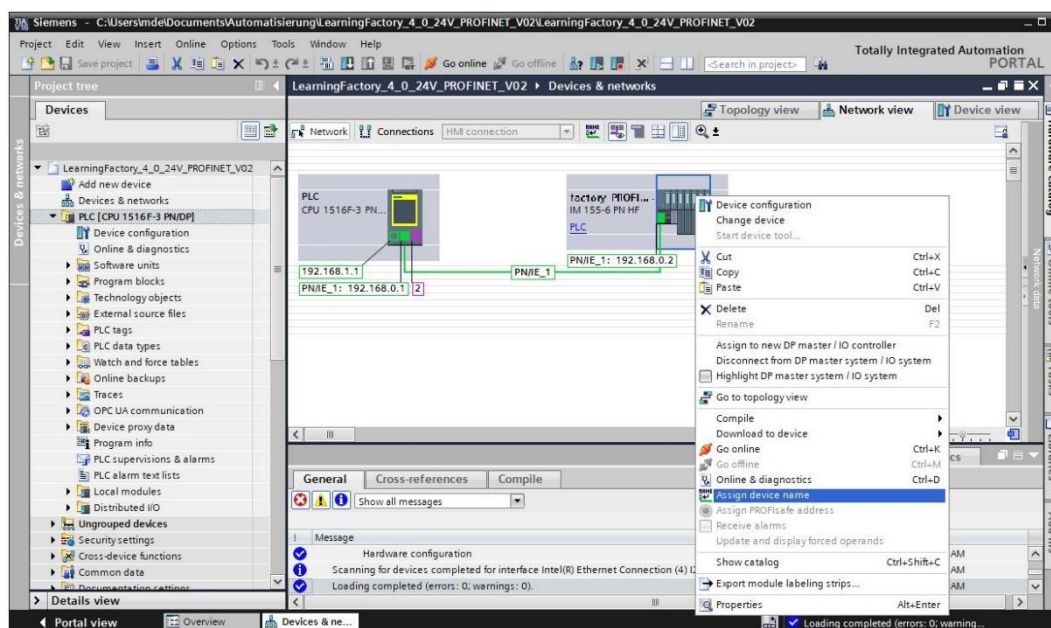 Siemens - C:\Users\mde\Documents\Automatisierung\LearningFactory_4_0_24V_PROFINET_V02\LearningFactory_4_0_24V_PROFINET_V02
Project Edit View Insert Online Options Tools Window Help
Save project Go online Go offline <Search in project>
Totally Integrated Automation
PORTAL
Project tree
LearningFactory_4_0_24V_PROFINET_V02 Devices & networks
Devices
Topology view Network view Device view
Network Connections HMI connection
Devices & networks
LearningFactory_4_0_24V_PROFINET_V02
Add new device
Devices & networks
PLC [CPU 1516F-3 PN/DP]
Device configuration
Online & diagnostics
Software units
Program blocks
Technology objects
External source files
PLC tags
PLC data types
Watch and force tables
Online backups
Traces
OPC UA communication
Device proxy data
Program info
PLC supervisions & alarms
PLC alarm text lists
Local modules
Distributed I/O
Ungrouped devices
Security settings
Cross-device functions
Common data
Documentation settings
Details view
PLC
CPU 1516F-3 PN...
192.168.1.1
PN/IE_1: 192.168.0.1 2
PN/IE_1
factory PROFI...
IM 155-6 PN HF
PLC
PN/IE_1: 192.168.0.2
Device configuration
Change device
Start device tool...
Cut Ctrl+X
Copy Ctrl+C
Paste Ctrl+V
Delete Del
Rename F2
Assign to new DP master / IO controller
Disconnect from DP master system / IO system
Highlight DP master system / IO system
Go to topology view
Compile
Download to device
Go online Ctrl+K
Go offline Ctrl+M
Online & diagnostics Ctrl+D
Assign device name
Assign PROFIsafe address
Receive alarms
Update and display forced operands
Show catalog Ctrl+Shift+C
Export module labeling strips...
Properties Alt+Enter
Network data
General Cross-references Compile
Show all messages
! Message
Hardware configuration AM
Scanning for devices completed for interface Intel(R) Ethernet Connection (4) AM
Loading completed (errors: 0; warnings: 0). AM
Portal view Overview Devices & ne... Loading completed (errors: 0; warning...